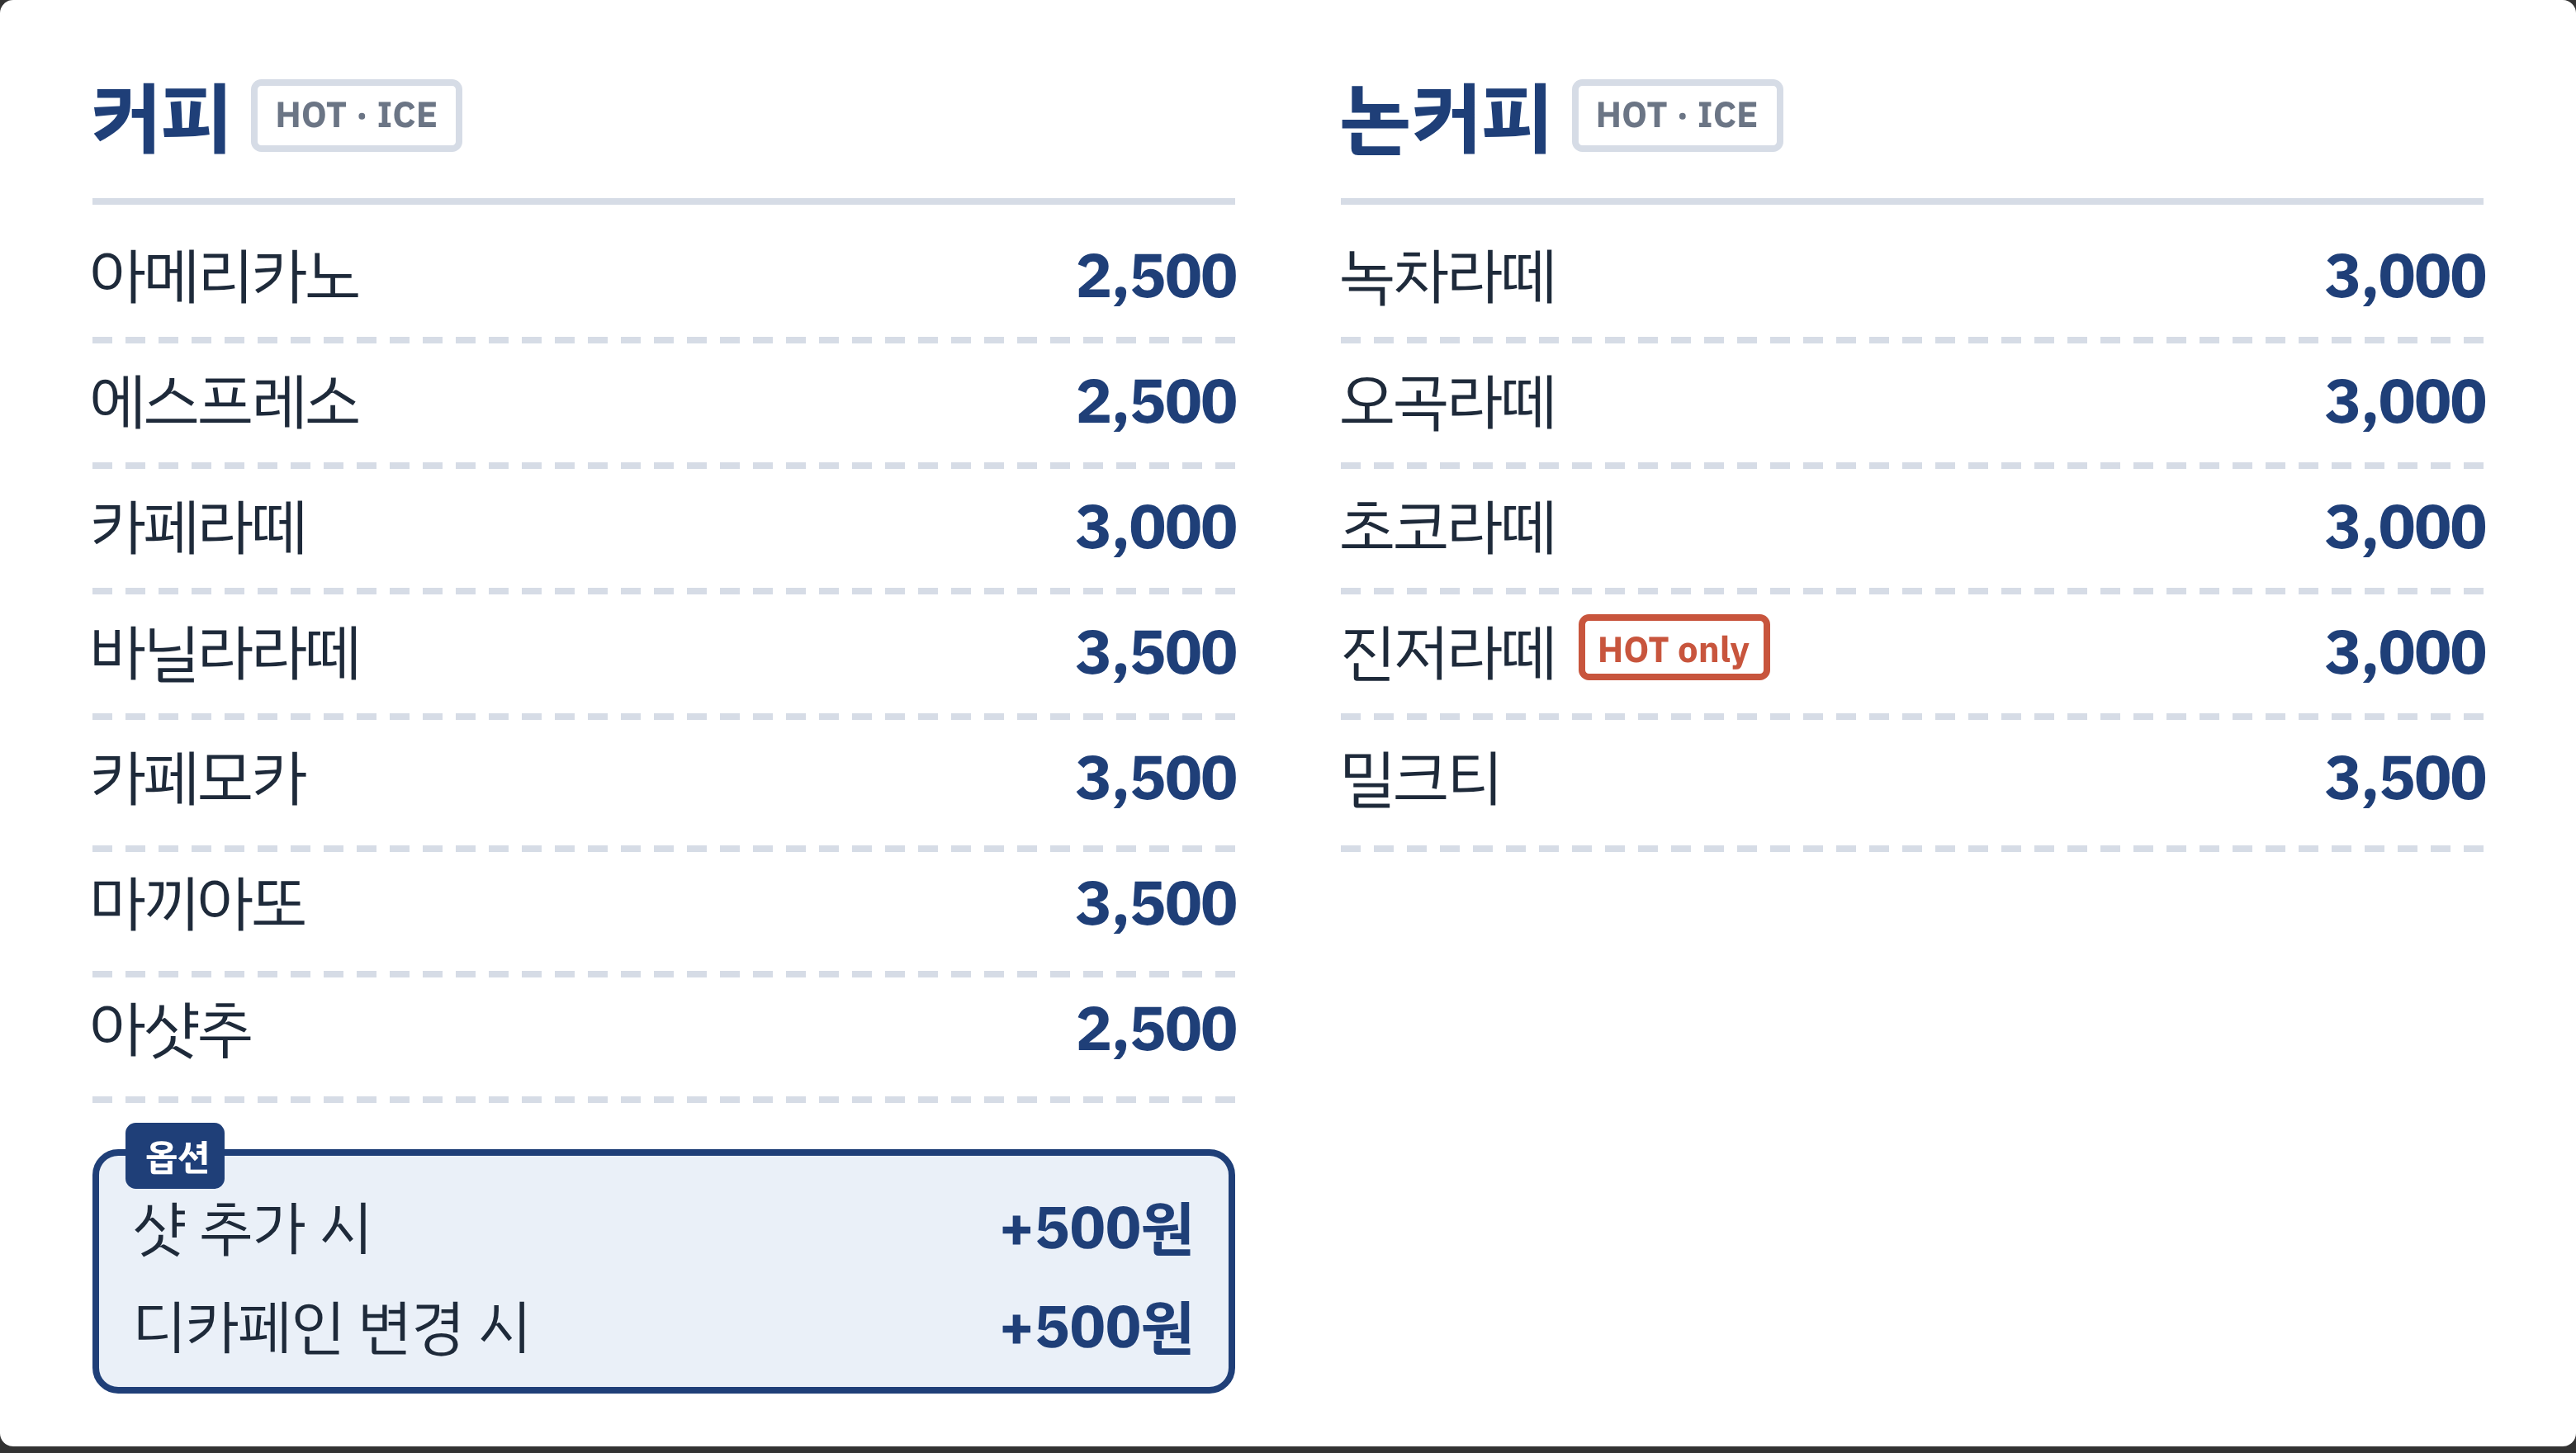 커피 HOT · ICE
아메리카노 2,500
에스프레소 2,500
카페라떼 3,000
바닐라라떼 3,500
카페모카 3,500
마끼아또 3,500
아샷추 2,500
옵션
샷 추가 시 +500원
디카페인 변경 시 +500원
논커피 HOT · ICE
녹차라떼 3,000
오곡라떼 3,000
초코라떼 3,000
진저라떼 HOT only 3,000
밀크티 3,500